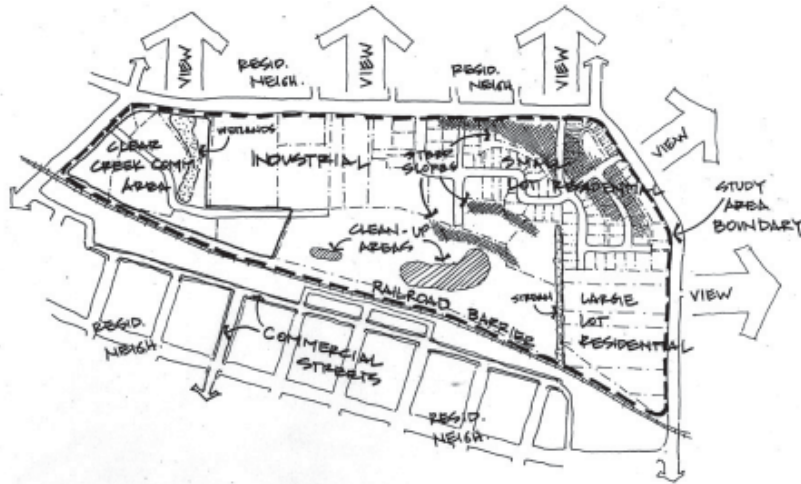 VIEW
VIEW
VIEW
RESID.
NEIGH.
RESID.
NEIGH.
VIEW
WETLANDS
CLEAR
CREEK COMM
AREA
INDUSTRIAL
STEEP
SLOPES
SMALL
LOT RESIDENTIAL
STUDY
AREA
BOUNDARY
CLEAN-UP
AREAS
VIEW
RAILROAD BARRIER
STREAM
LARGE
LOT
RESIDENTIAL
RESID.
NEIGH
COMMERCIAL
STREETS
RESID.
NEIGH.